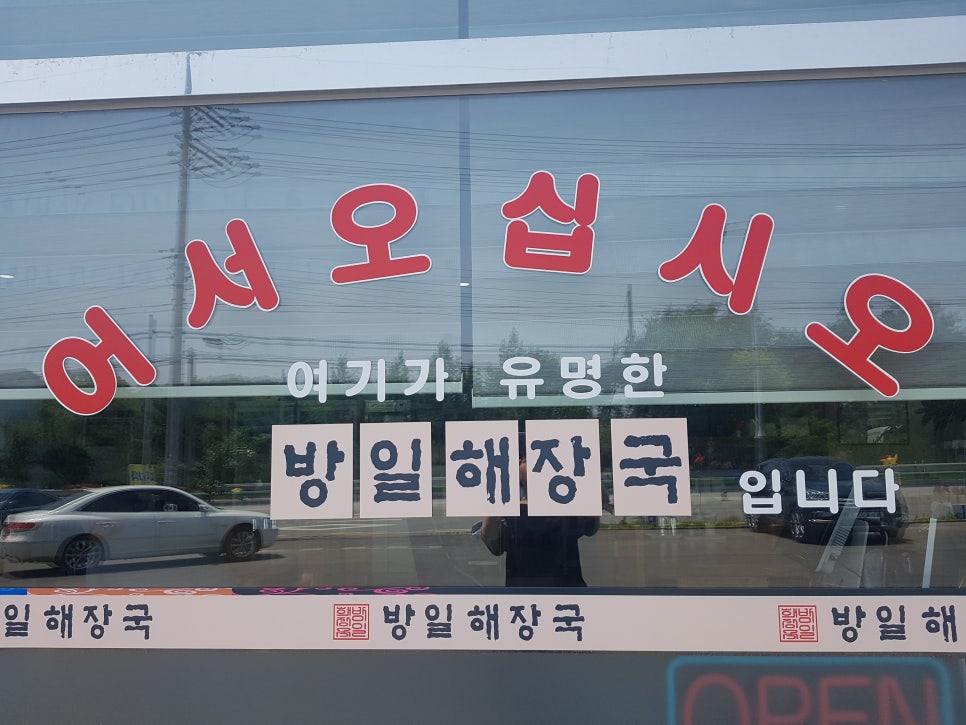 어서오십시오
여기가 유명한
방일해장국 입니다
일해장국 방일해장국 방일해
OPEN